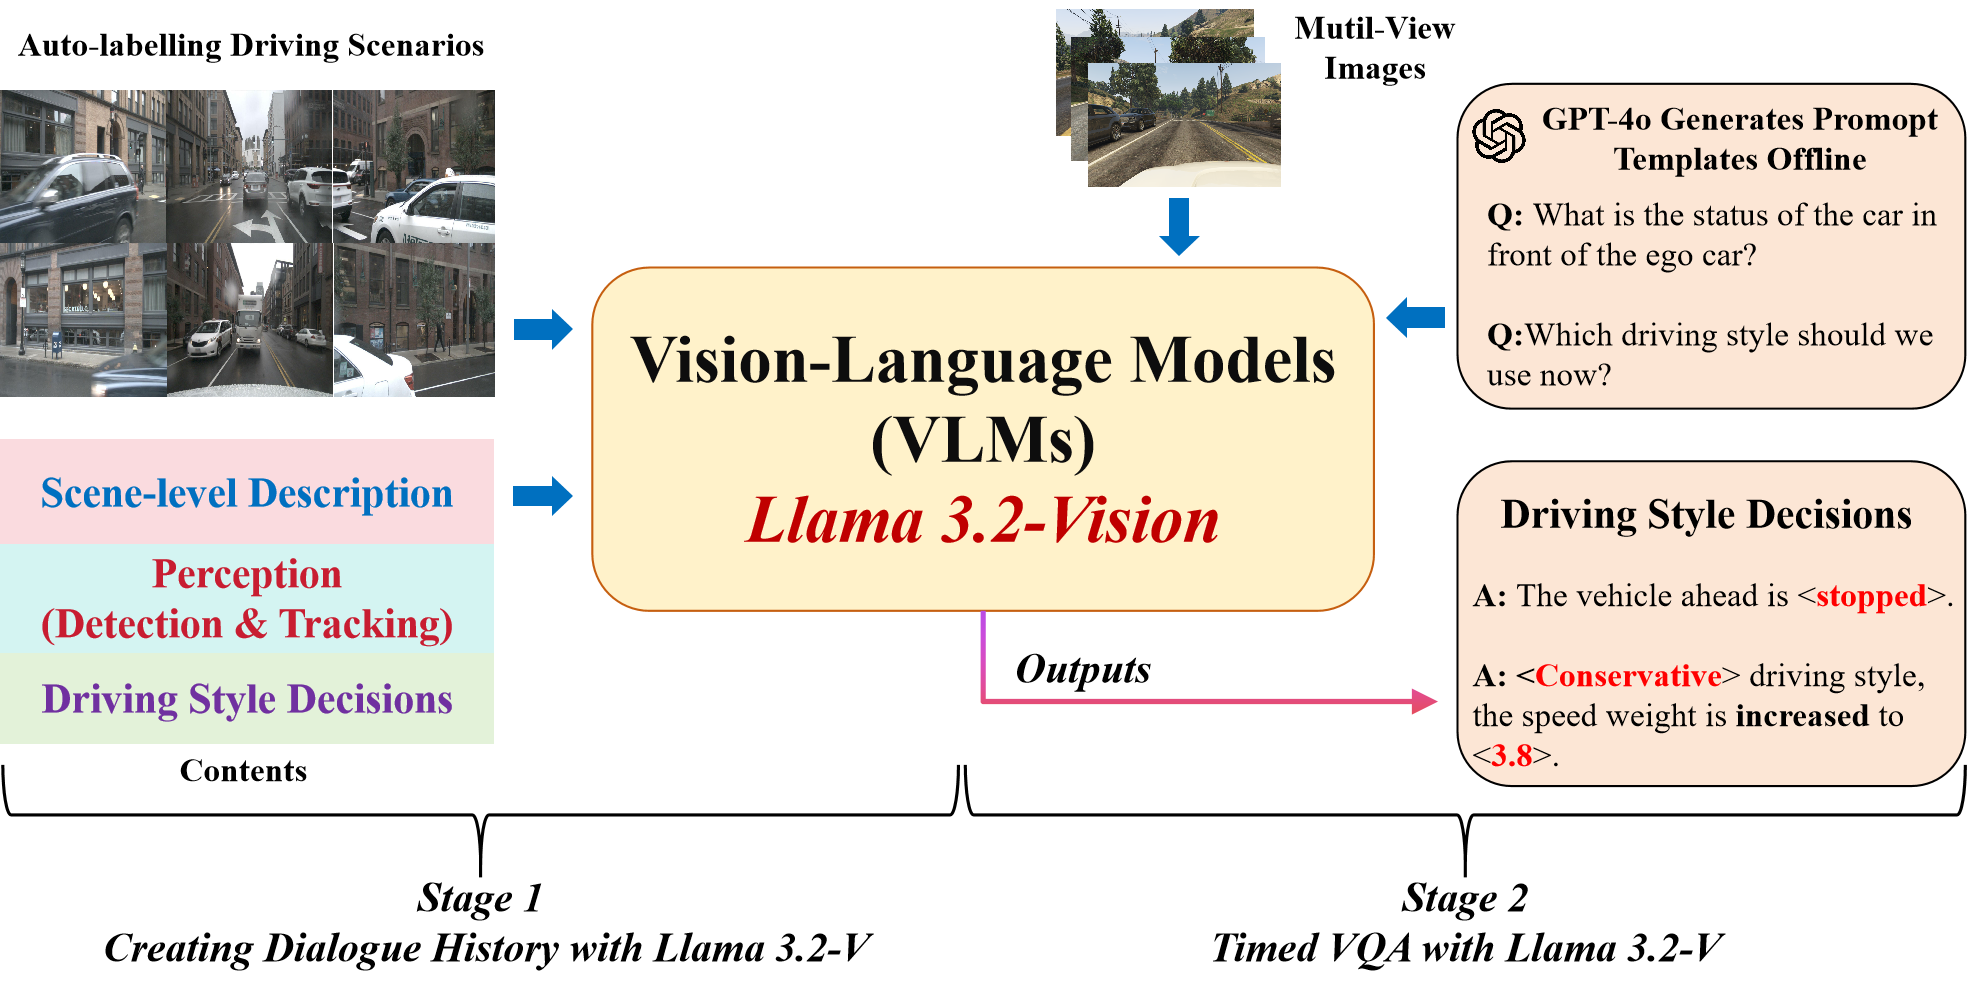 Auto-labelling Driving Scenarios
Scene-level Description
Perception
(Detection & Tracking)
Driving Style Decisions
Contents
Mutil-View
Images
Vision-Language Models
(VLMs)
Llama 3.2-Vision
Outputs
GPT-4o Generates Promopt
Templates Offline
Q: What is the status of the car in
front of the ego car?
Q:Which driving style should we
use now?
Driving Style Decisions
A: The vehicle ahead is <stopped>.
A: <Conservative> driving style,
the speed weight is increased to
<3.8>.
Stage 1
Creating Dialogue History with Llama 3.2-V
Stage 2
Timed VQA with Llama 3.2-V